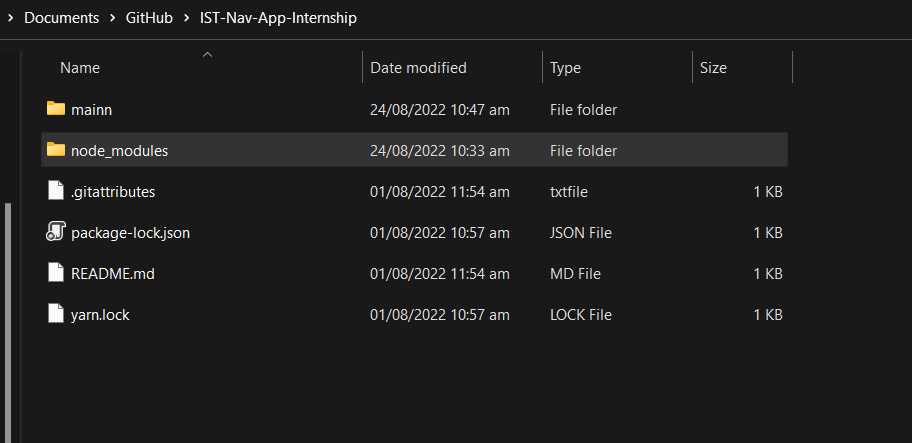 Documents > GitHub > IST-Nav-App-Internship
Name Date modified Type Size
mainn 24/08/2022 10:47 am File folder
node_modules 24/08/2022 10:33 am File folder
.gitattributes 01/08/2022 11:54 am txtfile 1 KB
package-lock.json 01/08/2022 10:57 am JSON File 1 KB
README.md 01/08/2022 11:54 am MD File 1 KB
yarn.lock 01/08/2022 10:57 am LOCK File 1 KB